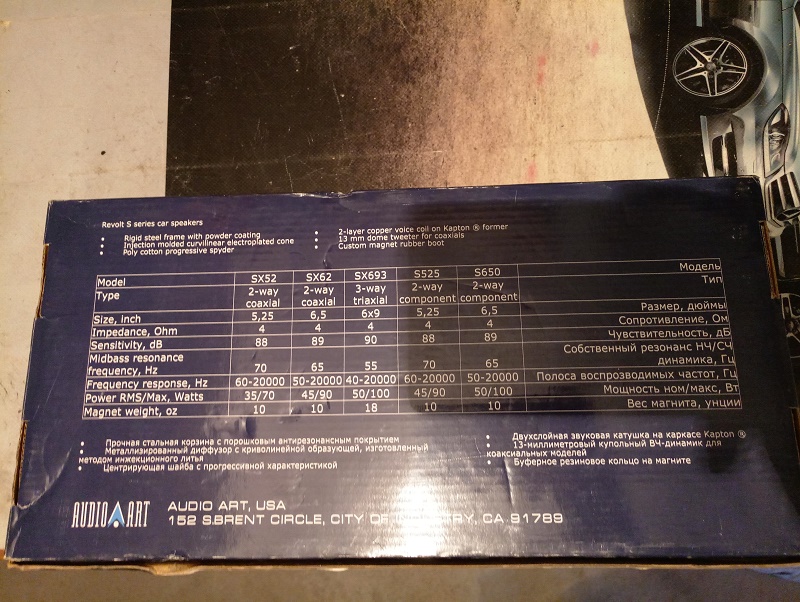 Revolt S series car speakers
• Rigid steel frame with powder coating
• Injection molded curvilinear electroplated cone
• Poly cotton progressive spyder
• 2-layer copper voice coil on Kapton ® former
• 13 mm dome tweeter for coaxials
• Custom magnet rubber boot
Model SX52 SX62 SX693 S525 S650 Модель
Type 2-way coaxial 2-way coaxial 3-way triaxial 2-way component 2-way component Тип
Size, inch 5,25 6,5 6x9 5,25 6,5 Размер, дюймы
Impedance, Ohm 4 4 4 4 4 Сопротивление, Ом
Sensitivity, dB 88 89 90 88 89 Чувствительность, дБ
Midbass resonance Собственный резонанс НЧ/СЧ
frequency, Hz 70 65 55 70 65 динамика, Гц
Frequency response, Hz 60-20000 50-20000 40-20000 60-20000 50-20000 Полоса воспроизводимых частот, Гц
Power RMS/Max, Watts 35/70 45/90 50/100 45/90 50/100 Мощность ном/макс, Вт
Magnet weight, oz 10 10 18 10 10 Вес магнита, унции
• Прочная стальная корзина с порошковым антирезонансным покрытием
• Металлизированный диффузор с криволинейной образующей, изготовленный
методом инжекционного литья
• Центрирующая шайба с прогрессивной характеристикой
• Двухслойная звуковая катушка на каркасе Kapton ®
• 13-миллиметровый купольный ВЧ-динамик для
коаксиальных моделей
• Буферное резиновое кольцо на магните
AUDIO ART
AUDIO ART, USA
152 S.BRENT CIRCLE, CITY OF INDUSTRY, CA 91789